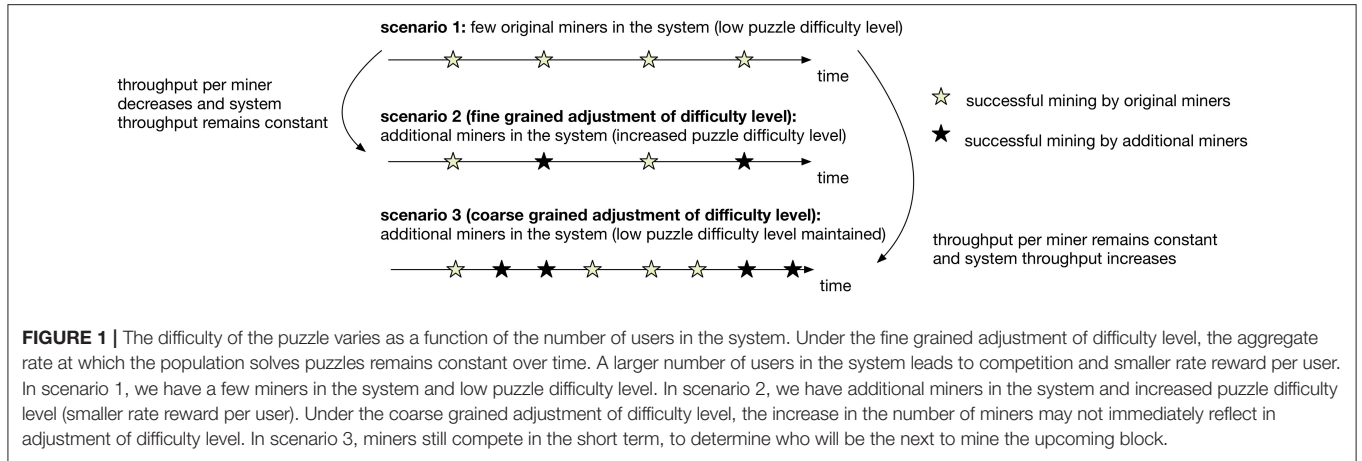 scenario 1: few original miners in the system (low puzzle difficulty level)
time
throughput per miner
decreases and system
throughput remains constant
scenario 2 (fine grained adjustment of difficulty level):
additional miners in the system (increased puzzle difficulty level)
time
successful mining by original miners
successful mining by additional miners
scenario 3 (coarse grained adjustment of difficulty level):
additional miners in the system (low puzzle difficulty level maintained)
time
throughput per miner remains constant
and system throughput increases
FIGURE 1 | The difficulty of the puzzle varies as a function of the number of users in the system. Under the fine grained adjustment of difficulty level, the aggregate
rate at which the population solves puzzles remains constant over time. A larger number of users in the system leads to competition and smaller rate reward per user.
In scenario 1, we have a few miners in the system and low puzzle difficulty level. In scenario 2, we have additional miners in the system and increased puzzle difficulty
level (smaller rate reward per user). Under the coarse grained adjustment of difficulty level, the increase in the number of miners may not immediately reflect in
adjustment of difficulty level. In scenario 3, miners still compete in the short term, to determine who will be the next to mine the upcoming block.